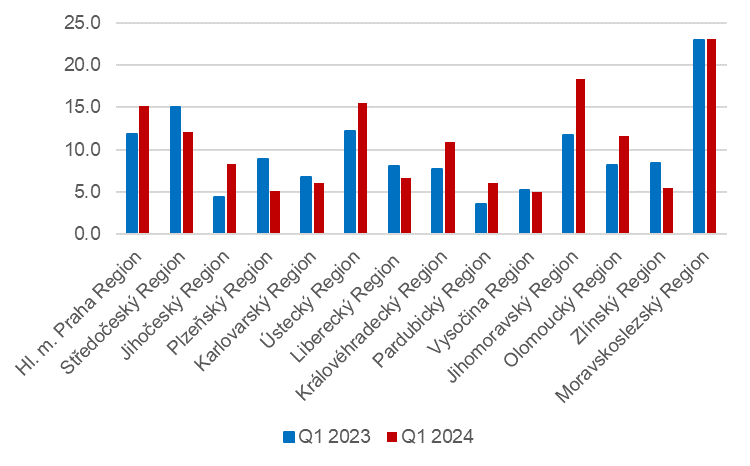 25.0
20.0
15.0
10.0
5.0
0.0
Hl. m. Praha Region
Středočeský Region
Jihočeský Region
Plzeňský Region
Karlovarský Region
Ústecký Region
Liberecký Region
Královéhradecký Region
Pardubický Region
Vysočina Region
Jihomoravský Region
Olomoucký Region
Zlínský Region
Moravskoslezský Region
Q1 2023 Q1 2024